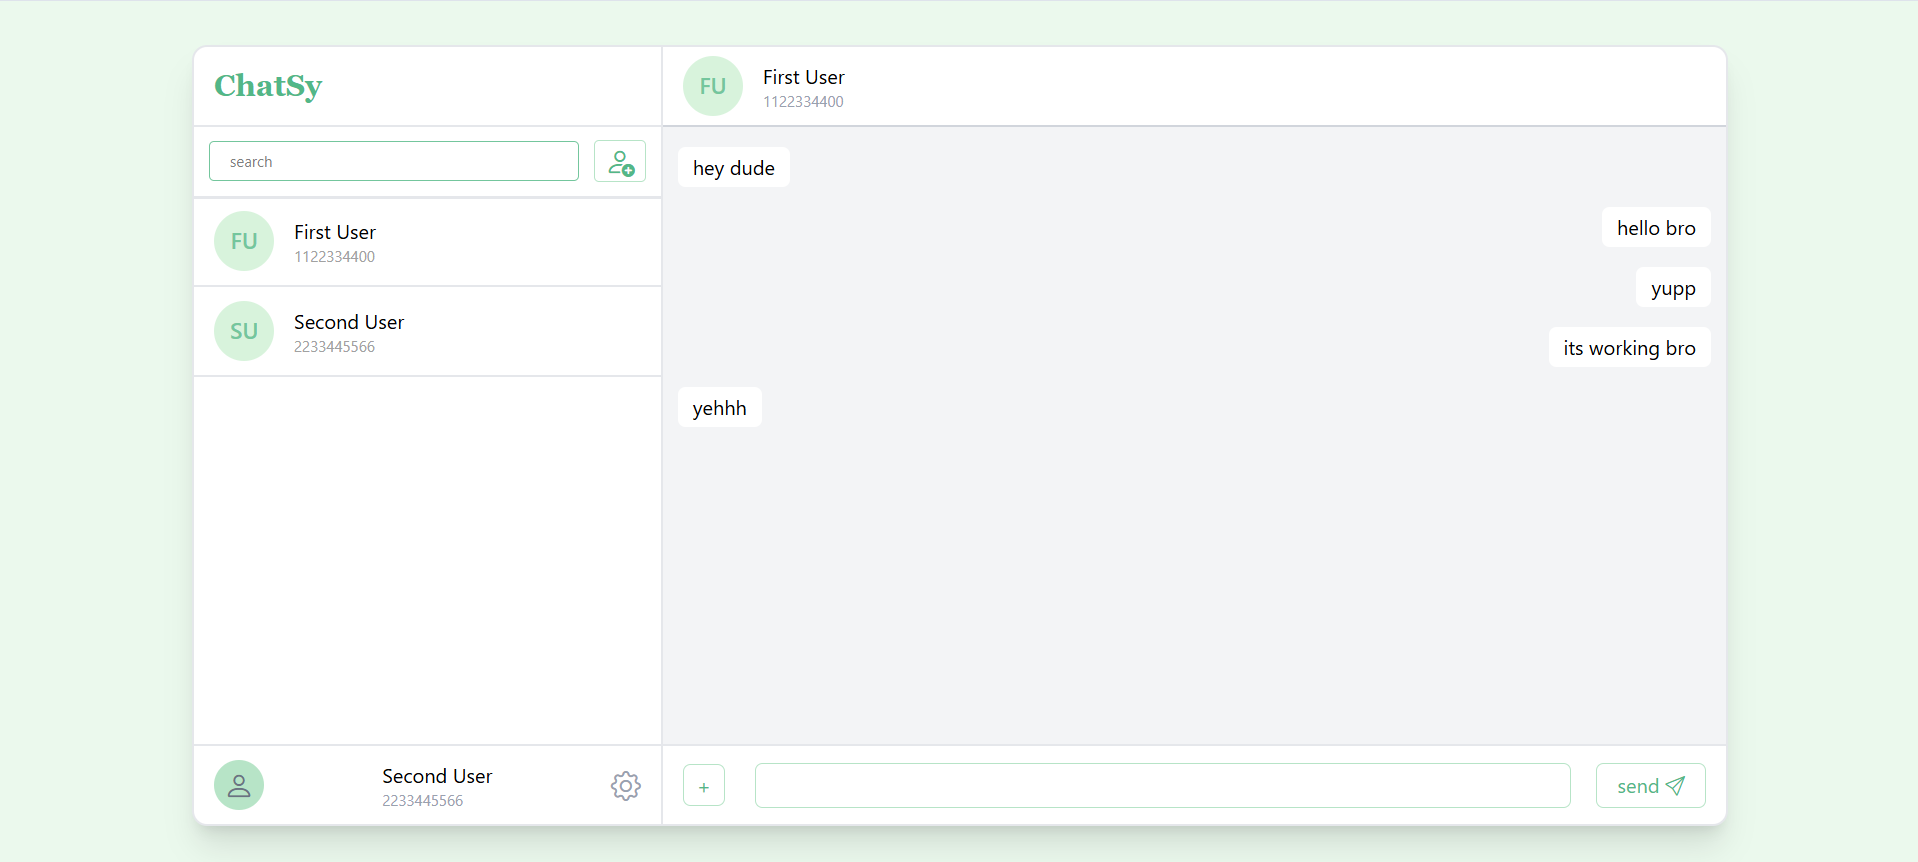 ChatSy
search
FU
First User
1122334400
SU
Second User
2233445566
Second User
2233445566
FU
First User
1122334400
hey dude
hello bro
yupp
its working bro
yehhh
+
send